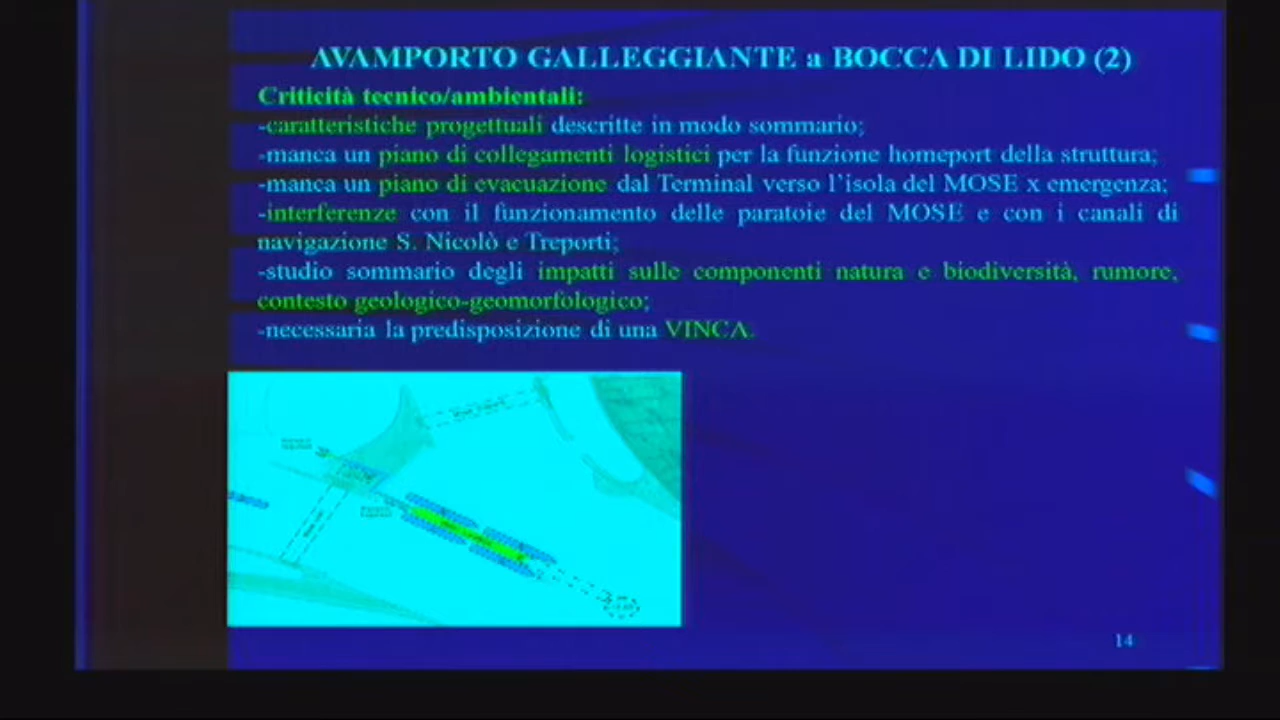 AVAMPORTO GALLEGGIANTE a BOCCA DI LIDO (2)
Criticità tecnico/ambientali:
-caratteristiche progettuali descritte in modo sommario;
-manca un piano di collegamenti logistici per la funzione homeport della struttura;
-manca un piano di evacuazione dal Terminal verso l'isola del MOSE x emergenza;
-interferenze con il funzionamento delle paratoie del MOSE e con i canali di
navigazione S. Nicolò e Treporti;
-studio sommario degli impatti sulle componenti natura e biodiversità, rumore,
contesto geologico-geomorfologico;
-necessaria la predisposizione di una VINCA.
14